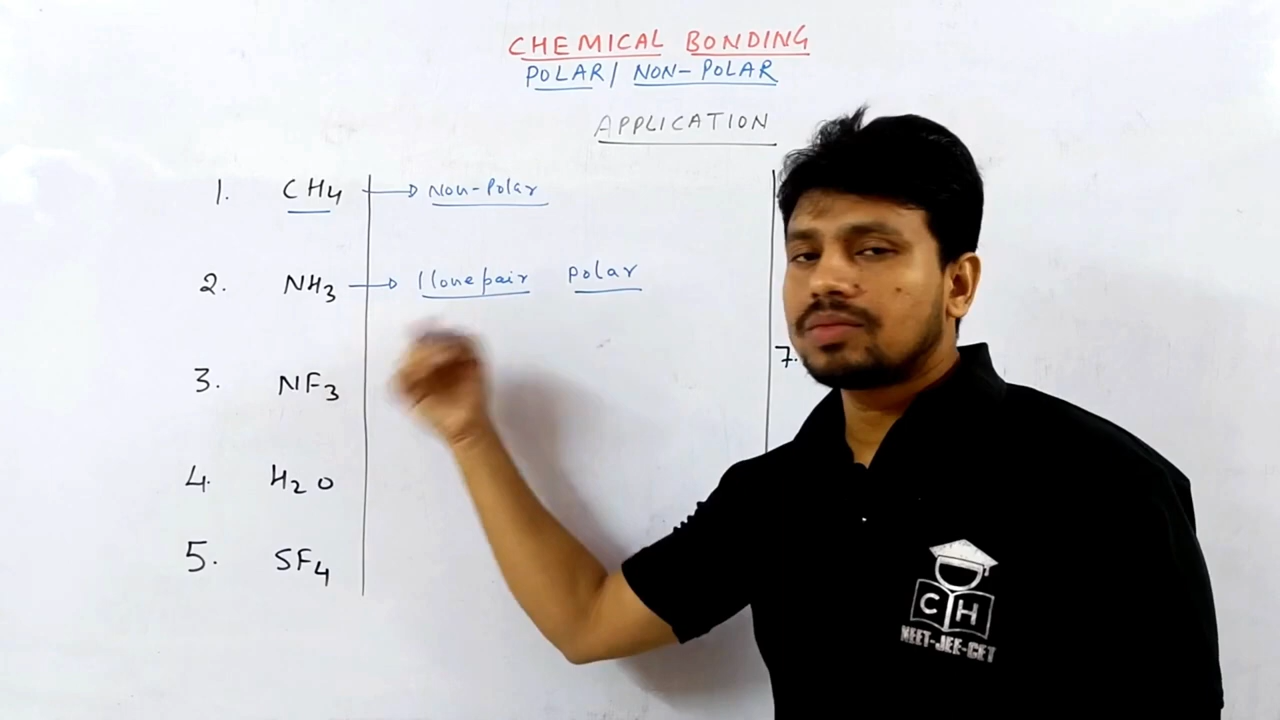 CHEMICAL BONDING
POLAR/ NON-POLAR
APPLICATION
1. CH4 → Non-Polar
2. NH3 → 1 lone pair polar
3. NF3
4. H2O
5. SF4
7.
CH
NEET-JEE-CET